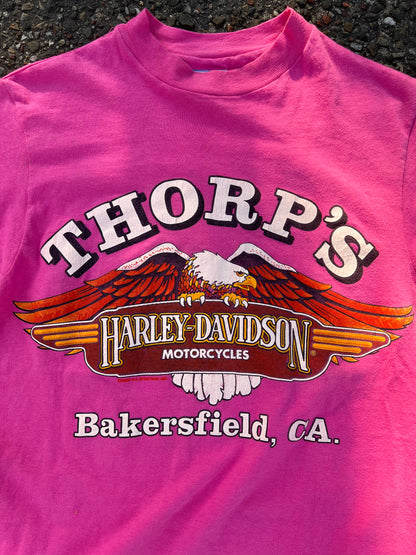 THORP'S
HARLEY-DAVIDSON
MOTORCYCLES
®
Bakersfield, CA.